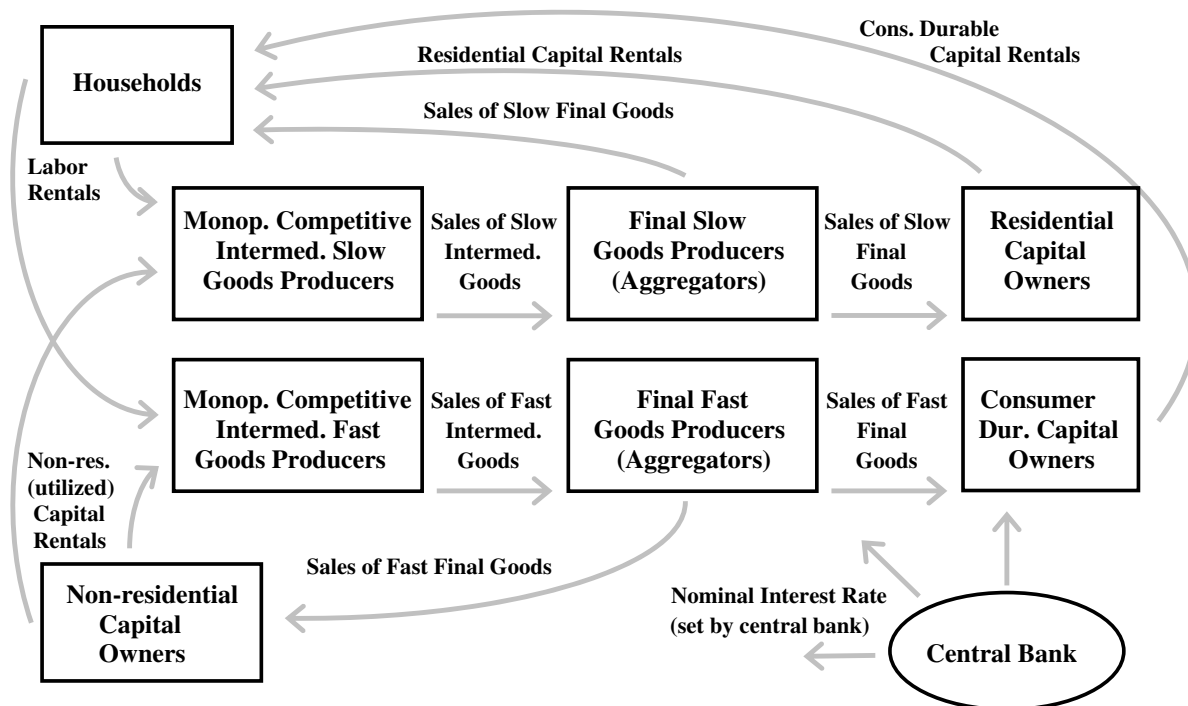 Cons. Durable
Capital Rentals
Residential Capital Rentals
Households
Sales of Slow Final Goods
Labor
Rentals
Monop. Competitive
Intermed. Slow
Goods Producers
Sales of Slow
Intermed.
Goods
Final Slow
Goods Producers
(Aggregators)
Sales of Slow
Final
Goods
Residential
Capital
Owners
Monop. Competitive
Intermed. Fast
Goods Producers
Sales of Fast
Intermed.
Goods
Final Fast
Goods Producers
(Aggregators)
Sales of Fast
Final
Goods
Consumer
Dur. Capital
Owners
Non-res.
(utilized)
Capital
Rentals
Sales of Fast Final Goods
Non-residential
Capital
Owners
Nominal Interest Rate
(set by central bank)
Central Bank